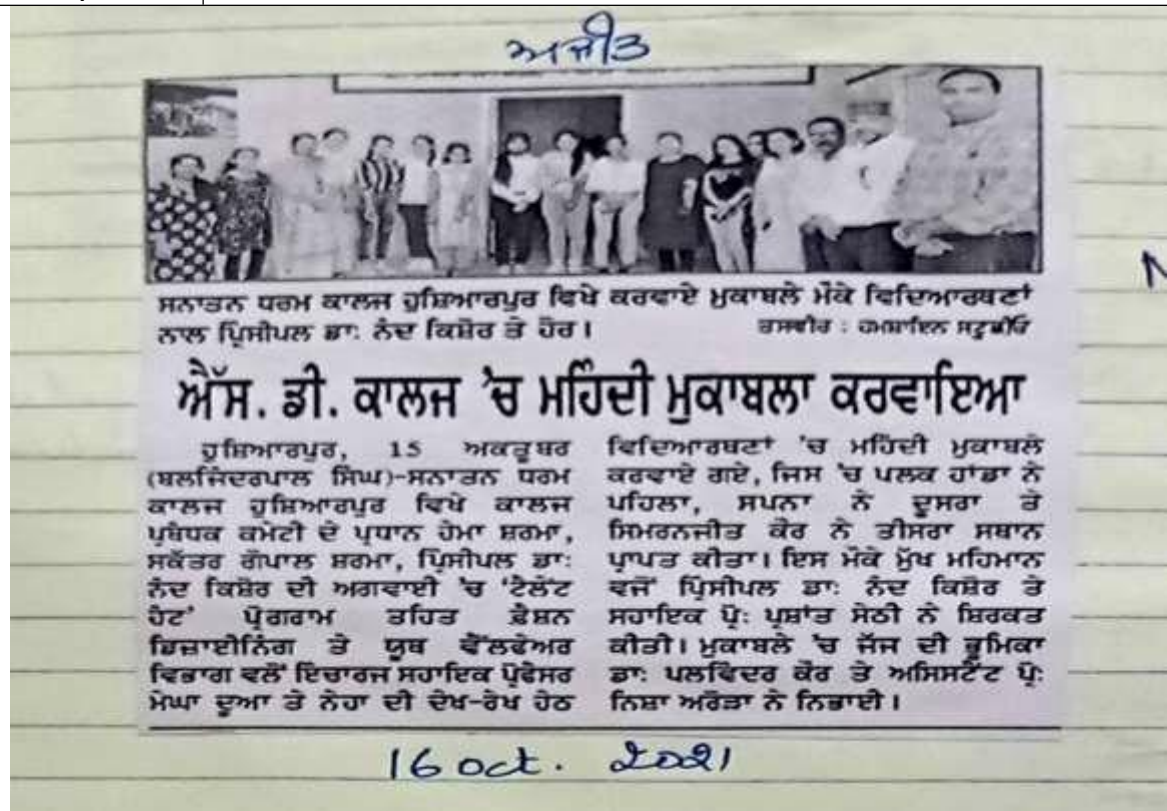 ਅਜੀਤ
ਸਨਾਤਨ ਧਰਮ ਕਾਲਜ ਹੁਸ਼ਿਆਰਪੁਰ ਵਿਖੇ ਕਰਵਾਏ ਮੁਕਾਬਲੇ ਮੌਕੇ ਵਿਦਿਆਰਥਣਾਂ
ਨਾਲ ਪ੍ਰਿੰਸੀਪਲ ਡਾ: ਨੰਦ ਕਿਸ਼ੋਰ ਤੇ ਹੋਰ। ਤਸਵੀਰ : ਹਮਸ਼ਾਇਨ ਸਟੂਡੀਓ
ਐੱਸ. ਡੀ. ਕਾਲਜ 'ਚ ਮਹਿੰਦੀ ਮੁਕਾਬਲਾ ਕਰਵਾਇਆ
ਹੁਸ਼ਿਆਰਪੁਰ, 15 ਅਕਤੂਬਰ
(ਬਲਜਿੰਦਰਪਾਲ ਸਿੰਘ)-ਸਨਾਤਨ ਧਰਮ
ਕਾਲਜ ਹੁਸ਼ਿਆਰਪੁਰ ਵਿਖੇ ਕਾਲਜ
ਪ੍ਰਬੰਧਕ ਕਮੇਟੀ ਦੇ ਪ੍ਰਧਾਨ ਹੇਮਾ ਸ਼ਰਮਾ,
ਸਕੱਤਰ ਗੋਪਾਲ ਸ਼ਰਮਾ, ਪ੍ਰਿੰਸੀਪਲ ਡਾ:
ਨੰਦ ਕਿਸ਼ੋਰ ਦੀ ਅਗਵਾਈ 'ਚ 'ਟੈਲੇਂਟ
ਹੈਟ' ਪ੍ਰੋਗਰਾਮ ਤਹਿਤ ਫ਼ੈਸ਼ਨ
ਡਿਜ਼ਾਈਨਿੰਗ ਤੇ ਯੂਥ ਵੈੱਲਫੇਅਰ
ਵਿਭਾਗ ਵਲੋਂ ਇੰਚਾਰਜ ਸਹਾਇਕ ਪ੍ਰੋਫੈਸਰ
ਮੇਘਾ ਦੂਆ ਤੇ ਨੇਹਾ ਦੀ ਦੇਖ-ਰੇਖ ਹੇਠ
ਵਿਦਿਆਰਥਣਾਂ 'ਚ ਮਹਿੰਦੀ ਮੁਕਾਬਲੇ
ਕਰਵਾਏ ਗਏ, ਜਿਸ 'ਚ ਪਲਕ ਹਾਂਡਾ ਨੇ
ਪਹਿਲਾ, ਸਪਨਾ ਨੇ ਦੂਸਰਾ ਤੇ
ਸਿਮਰਨਜੀਤ ਕੌਰ ਨੇ ਤੀਸਰਾ ਸਥਾਨ
ਪ੍ਰਾਪਤ ਕੀਤਾ। ਇਸ ਮੌਕੇ ਮੁੱਖ ਮਹਿਮਾਨ
ਵਜੋਂ ਪ੍ਰਿੰਸੀਪਲ ਡਾ: ਨੰਦ ਕਿਸ਼ੋਰ ਤੇ
ਸਹਾਇਕ ਪ੍ਰੋ: ਪ੍ਰਸ਼ਾਂਤ ਸੇਠੀ ਨੇ ਸ਼ਿਰਕਤ
ਕੀਤੀ। ਮੁਕਾਬਲੇ 'ਚ ਜੱਜ ਦੀ ਭੂਮਿਕਾ
ਡਾ: ਪਲਵਿੰਦਰ ਕੌਰ ਤੇ ਅਸਿਸਟੈਂਟ ਪ੍ਰੋ:
ਨਿਸ਼ਾ ਅਰੋੜਾ ਨੇ ਨਿਭਾਈ।
16 oct. 2021